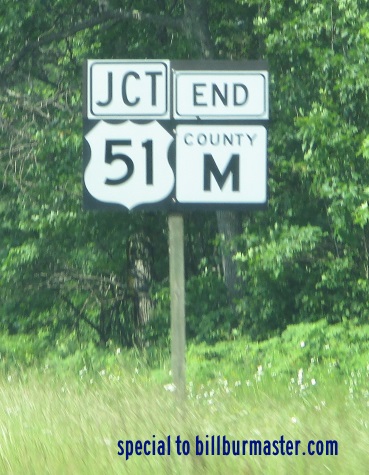 JCT END
51 COUNTY
M
special to billburmaster.com